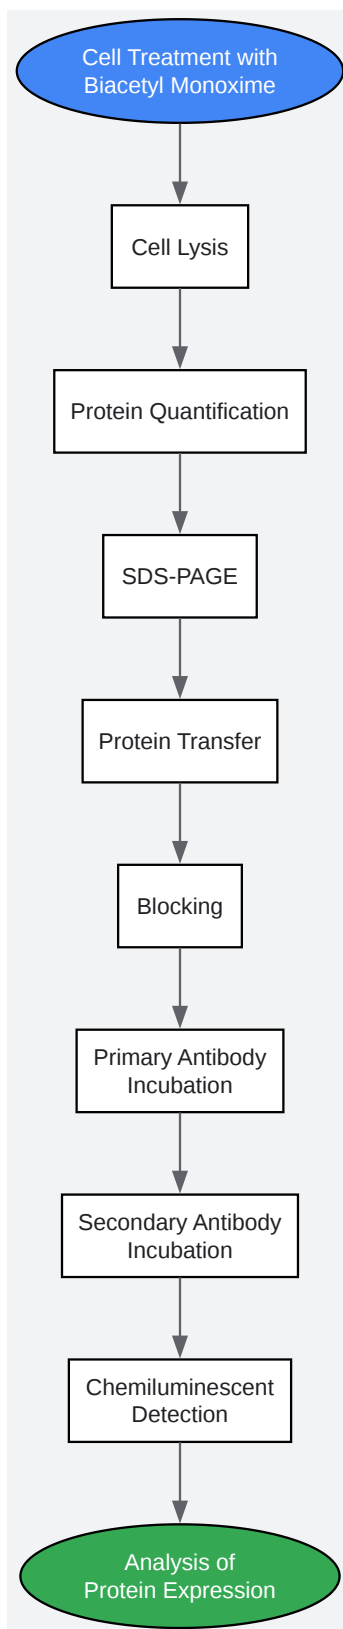 Cell Treatment with
Biacetyl Monoxime
Cell Lysis
Protein Quantification
SDS-PAGE
Protein Transfer
Blocking
Primary Antibody
Incubation
Secondary Antibody
Incubation
Chemiluminescent
Detection
Analysis of
Protein Expression